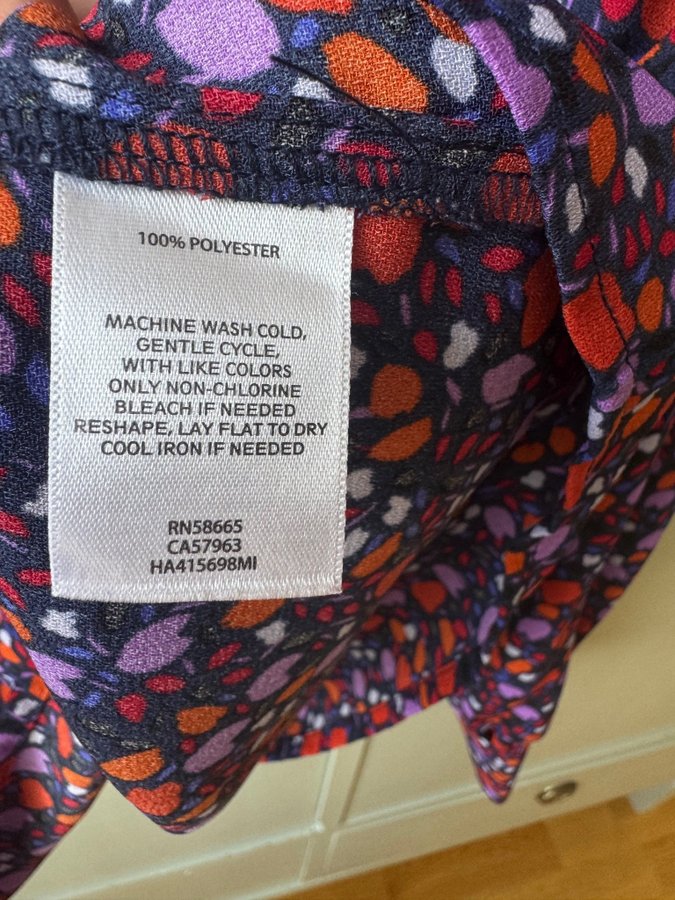 100% POLYESTER
MACHINE WASH COLD,
GENTLE CYCLE,
WITH LIKE COLORS
ONLY NON-CHLORINE
BLEACH IF NEEDED
RESHAPE, LAY FLAT TO DRY
COOL IRON IF NEEDED
RN58665
CA57963
HA415698MI